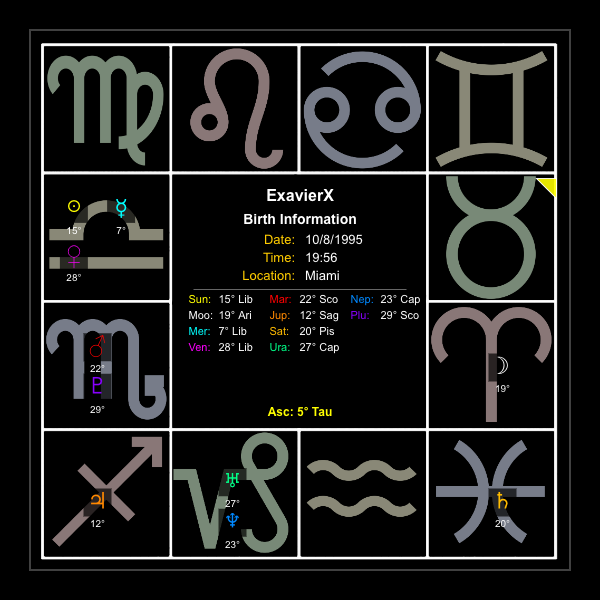 ExavierX
Birth Information
Date: 10/8/1995
Time: 19:56
Location: Miami
Sun: 15° Lib Mar: 22° Sco Nep: 23° Cap
Moo: 19° Ari Jup: 12° Sag Plu: 29° Sco
Mer: 7° Lib Sat: 20° Pis
Ven: 28° Lib Ura: 27° Cap
Asc: 5° Tau
15° 7°
28°
22°
29°
19°
12°
27°
23°
20°